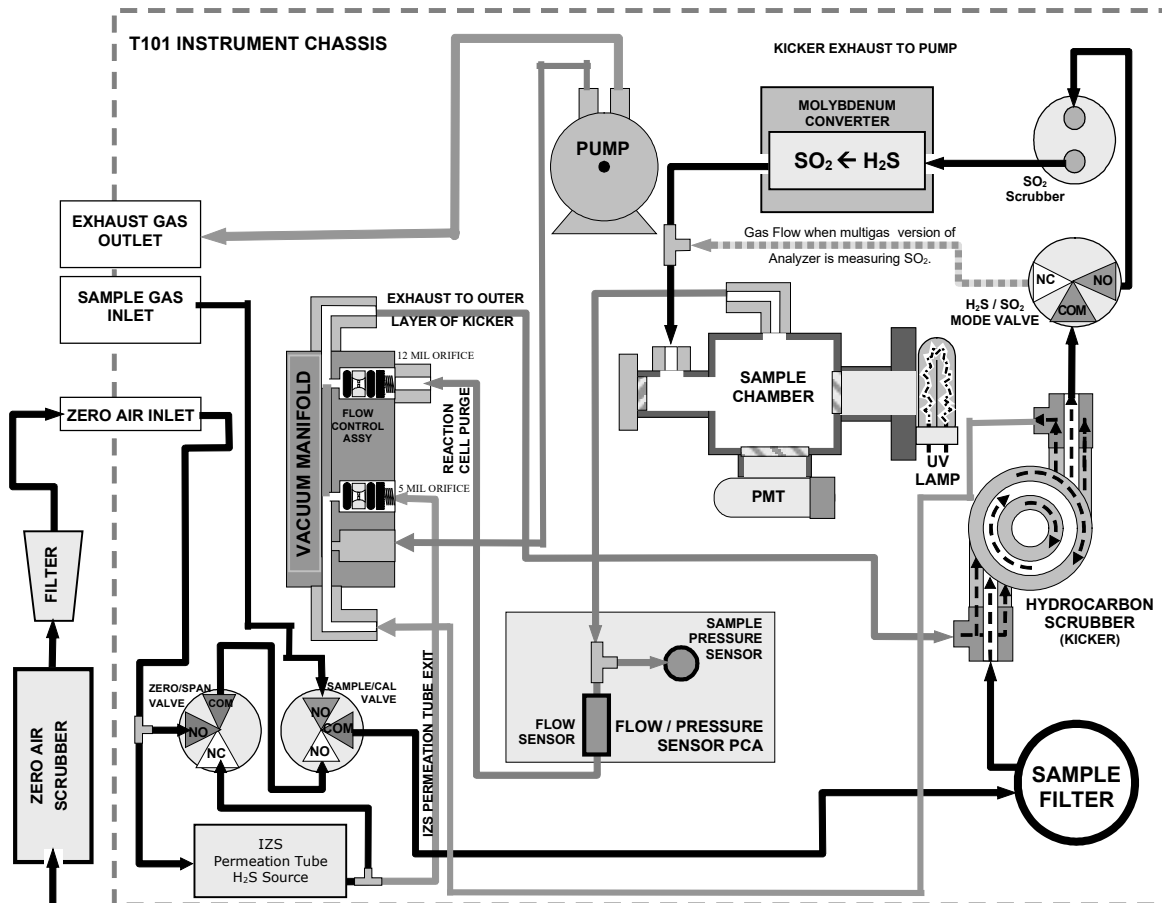 T101 INSTRUMENT CHASSIS
KICKER EXHAUST TO PUMP
MOLYBDENUM
CONVERTER
SO₂ ← H₂S
PUMP
SO₂
Scrubber
EXHAUST GAS
OUTLET
Gas Flow when multigas version of
Analyzer is measuring SO₂.
SAMPLE GAS
INLET
NC
NO
COM
H₂S / SO₂
MODE VALVE
EXHAUST TO OUTER
LAYER OF KICKER
12 MIL ORIFICE
VACUUM MANIFOLD
FLOW
CONTROL
ASSY
REACTION
CELL PURGE
SAMPLE
CHAMBER
ZERO AIR INLET
UV
LAMP
5 MIL ORIFICE
PMT
FILTER
HYDROCARBON
SCRUBBER
(KICKER)
SAMPLE
PRESSURE
SENSOR
IZS PERMEATION TUBE EXIT
ZERO/SPAN
VALVE
COM
NO
NC
SAMPLE/CAL
VALVE
NO
COM
NO
FLOW
SENSOR
FLOW / PRESSURE
SENSOR PCA
ZERO AIR
SCRUBBER
SAMPLE
FILTER
IZS
Permeation Tube
H₂S Source